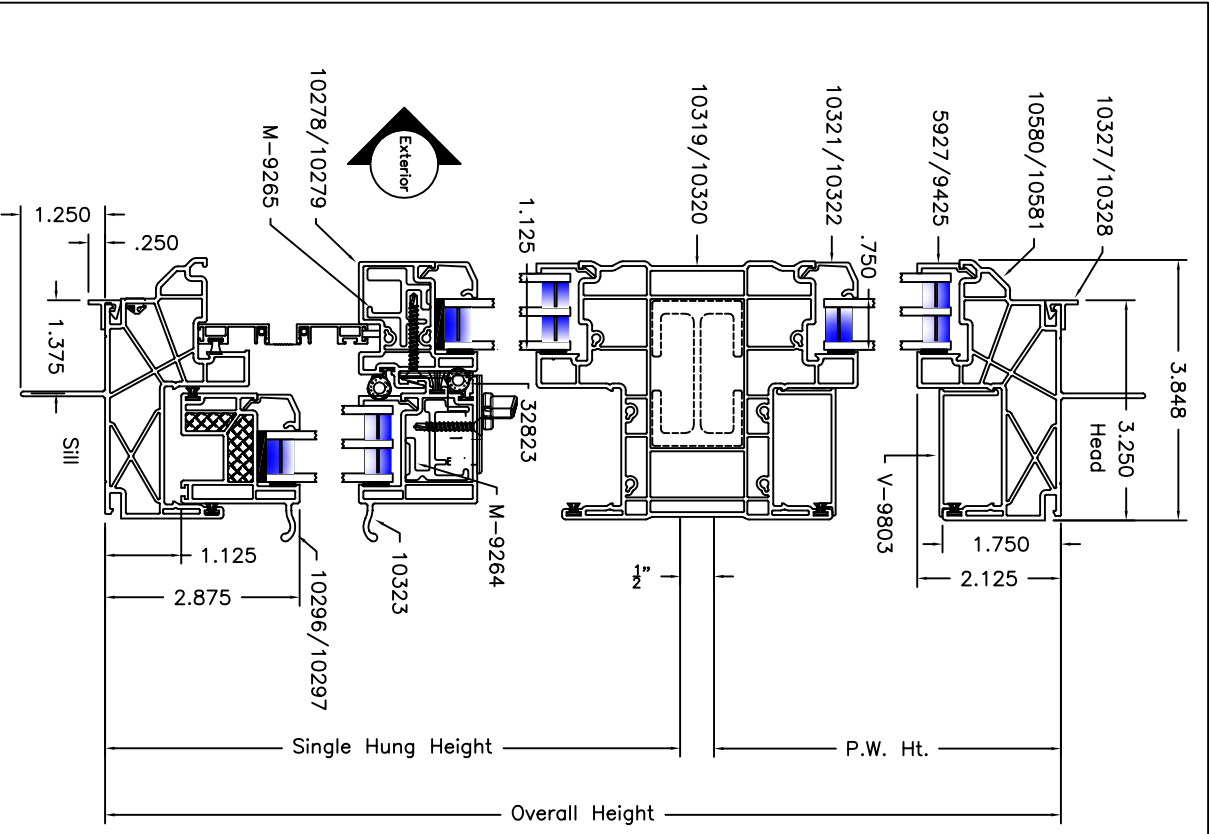 10327/10328
10580/10581
5927/9425
10321/10322
.750
10319/10320
1.125
10278/10279
M-9265
Exterior
1.250
.250
1.375
Sill
32823
M-9264
10323
10296/10297
1.125
2.875
3.848
3.250
Head
V-9803
1.750
2.125
½"
Single Hung Height
P.W. Ht.
Overall Height